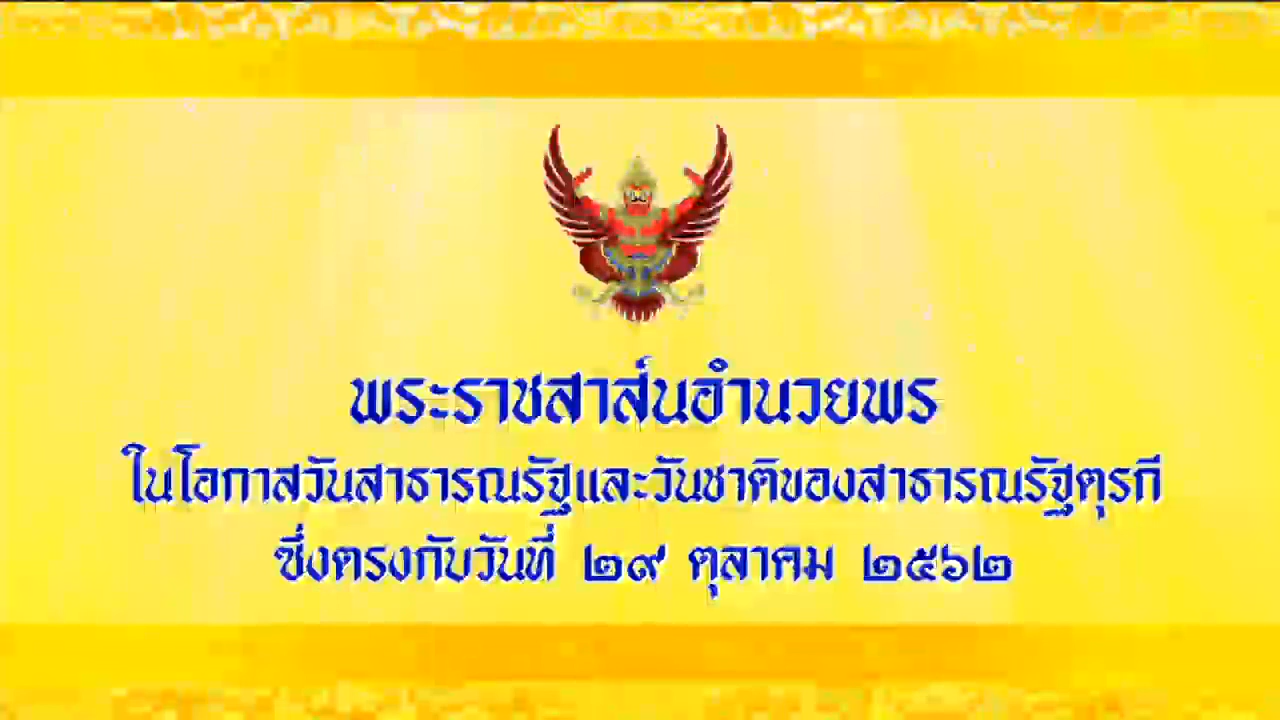 พระราชสาส์นอำนวยพร
ในโอกาสวันสาธารณรัฐและวันชาติของสาธารณรัฐตุรกี
ซึ่งตรงกับวันที่ ๒๙ ตุลาคม ๒๕๖๒